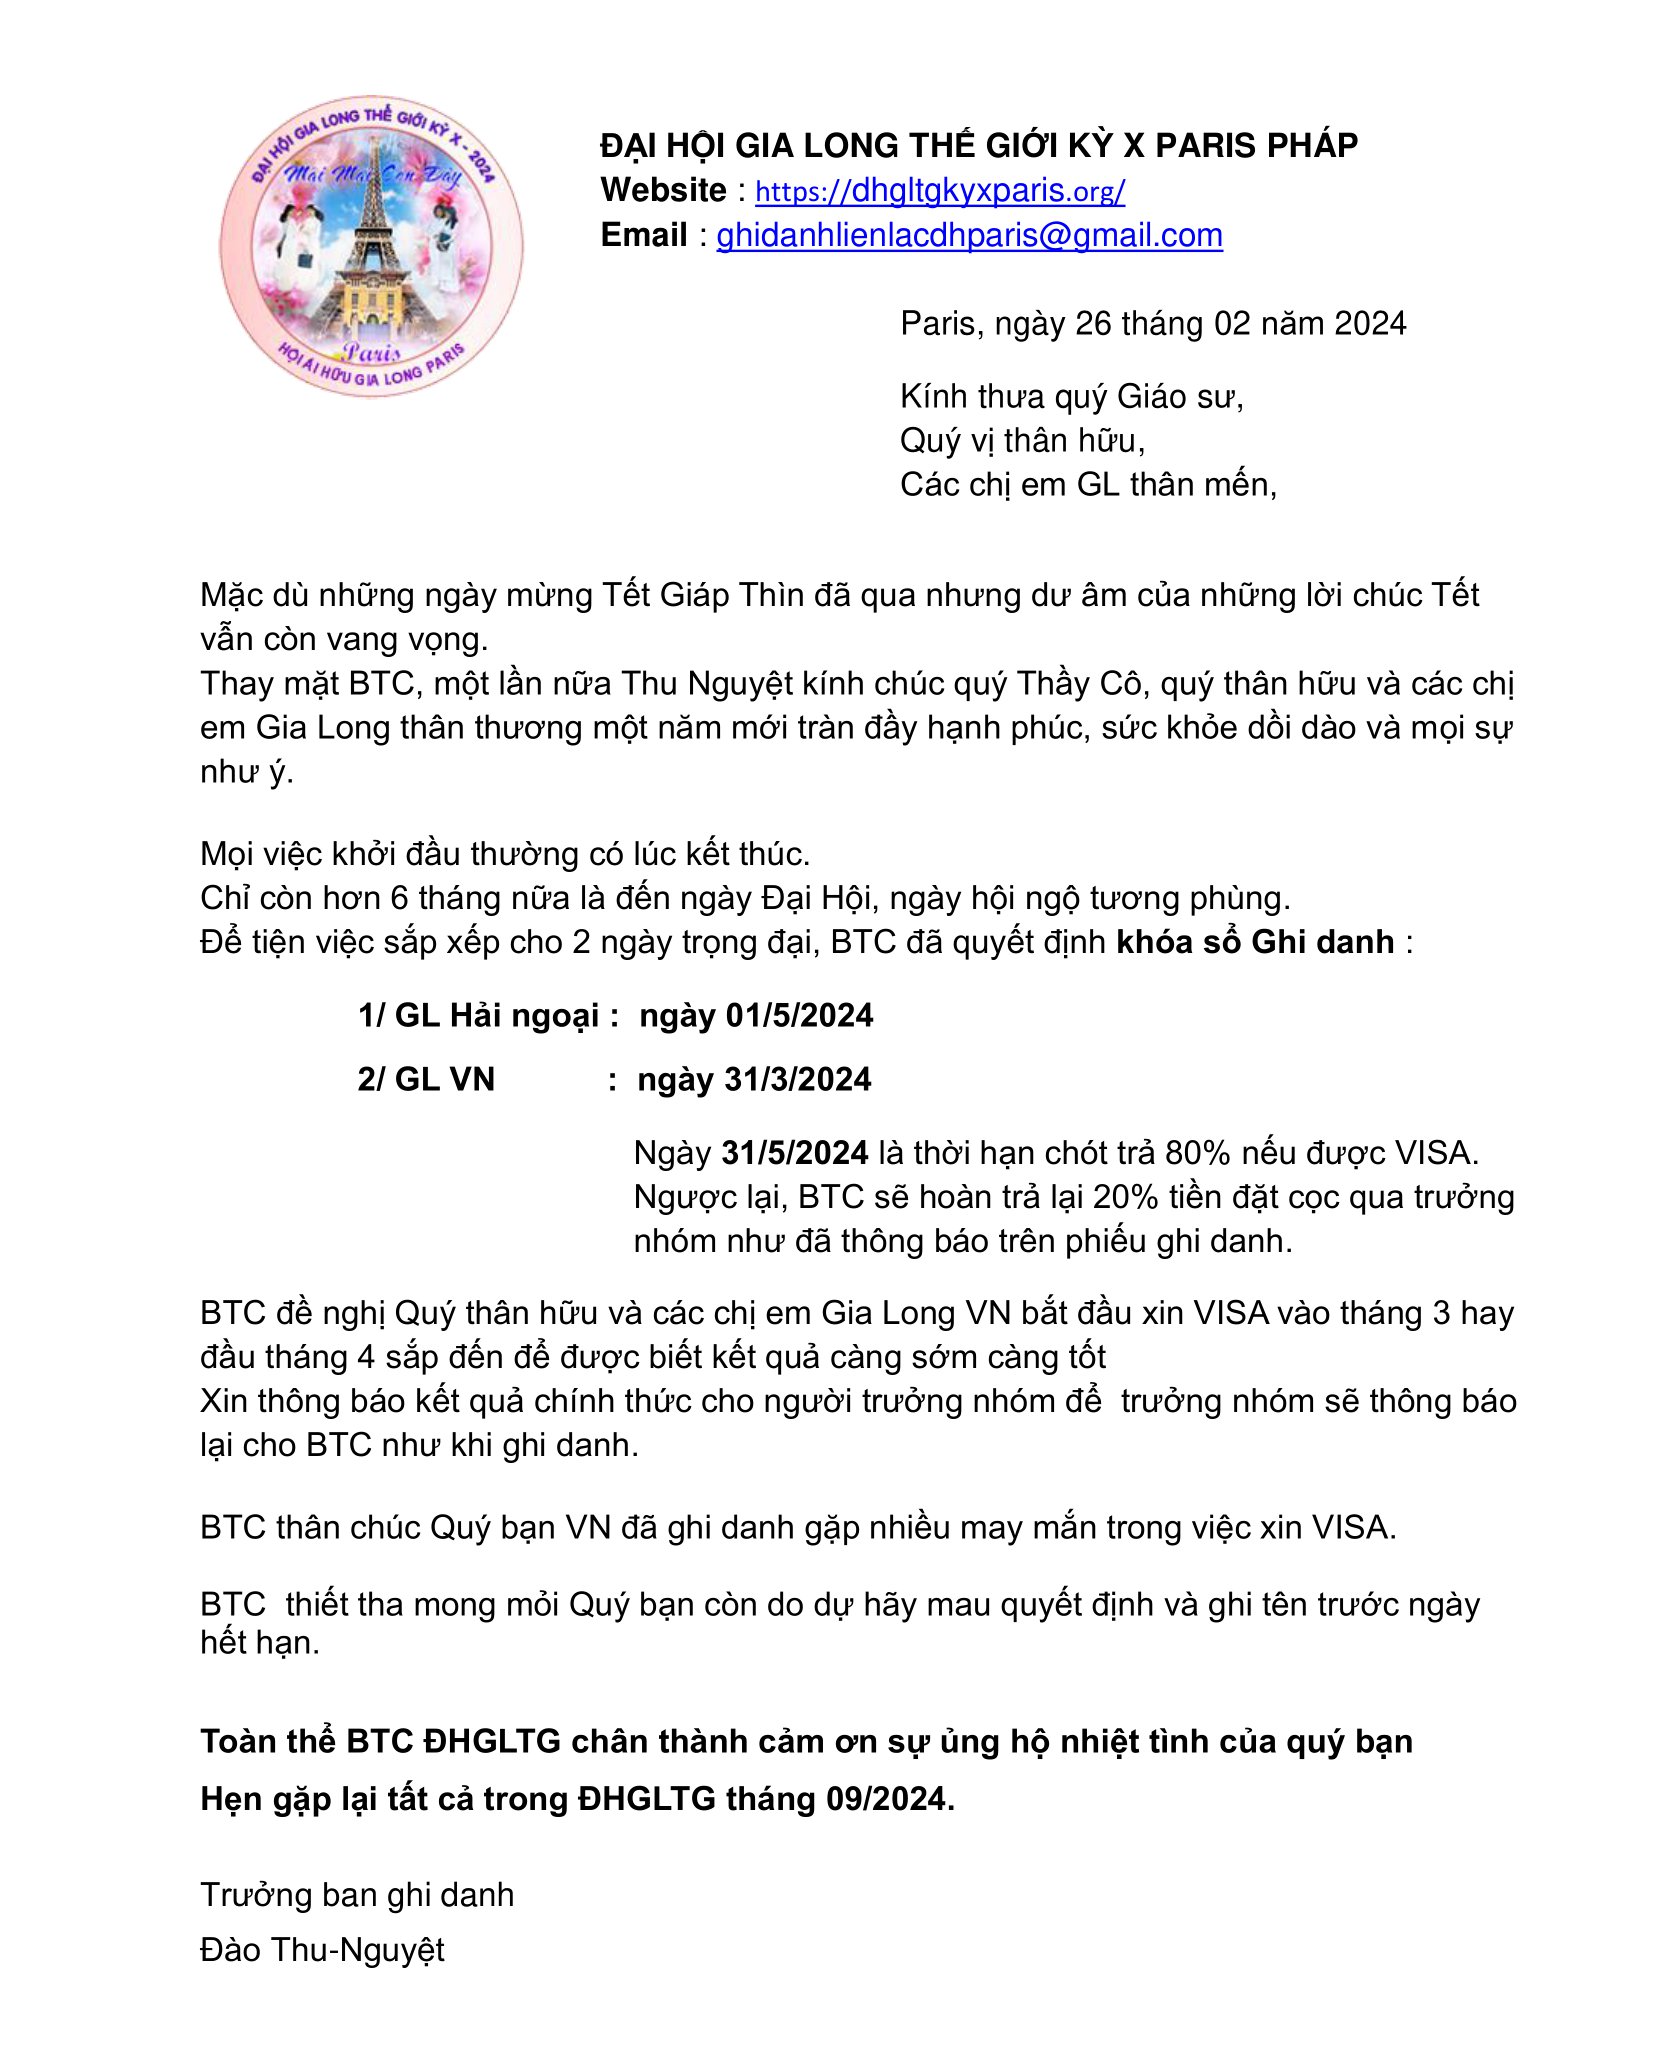 ĐẠI HỘI GIA LONG THẾ GIỚI KỲ X - 2024
Mãi Mãi Còn Đây
Paris
HỘI ÁI HỮU GIA LONG PARIS
ĐẠI HỘI GIA LONG THẾ GIỚI KỲ X PARIS PHÁP
Website : https://dhgltgkyxparis.org/
Email : ghidanhlienlacdhparis@gmail.com
Paris, ngày 26 tháng 02 năm 2024
Kính thưa quý Giáo sư,
Quý vị thân hữu,
Các chị em GL thân mến,
Mặc dù những ngày mừng Tết Giáp Thìn đã qua nhưng dư âm của những lời chúc Tết
vẫn còn vang vọng.
Thay mặt BTC, một lần nữa Thu Nguyệt kính chúc quý Thầy Cô, quý thân hữu và các chị
em Gia Long thân thương một năm mới tràn đầy hạnh phúc, sức khỏe dồi dào và mọi sự
như ý.
Mọi việc khởi đầu thường có lúc kết thúc.
Chỉ còn hơn 6 tháng nữa là đến ngày Đại Hội, ngày hội ngộ tương phùng.
Để tiện việc sắp xếp cho 2 ngày trọng đại, BTC đã quyết định khóa sổ Ghi danh :
1/ GL Hải ngoại : ngày 01/5/2024
2/ GL VN : ngày 31/3/2024
Ngày 31/5/2024 là thời hạn chót trả 80% nếu được VISA.
Ngược lại, BTC sẽ hoàn trả lại 20% tiền đặt cọc qua trưởng
nhóm như đã thông báo trên phiếu ghi danh.
BTC đề nghị Quý thân hữu và các chị em Gia Long VN bắt đầu xin VISA vào tháng 3 hay
đầu tháng 4 sắp đến để được biết kết quả càng sớm càng tốt
Xin thông báo kết quả chính thức cho người trưởng nhóm để trưởng nhóm sẽ thông báo
lại cho BTC như khi ghi danh.
BTC thân chúc Quý bạn VN đã ghi danh gặp nhiều may mắn trong việc xin VISA.
BTC thiết tha mong mỏi Quý bạn còn do dự hãy mau quyết định và ghi tên trước ngày
hết hạn.
Toàn thể BTC ĐHGLTG chân thành cảm ơn sự ủng hộ nhiệt tình của quý bạn
Hẹn gặp lại tất cả trong ĐHGLTG tháng 09/2024.
Trưởng ban ghi danh
Đào Thu-Nguyệt